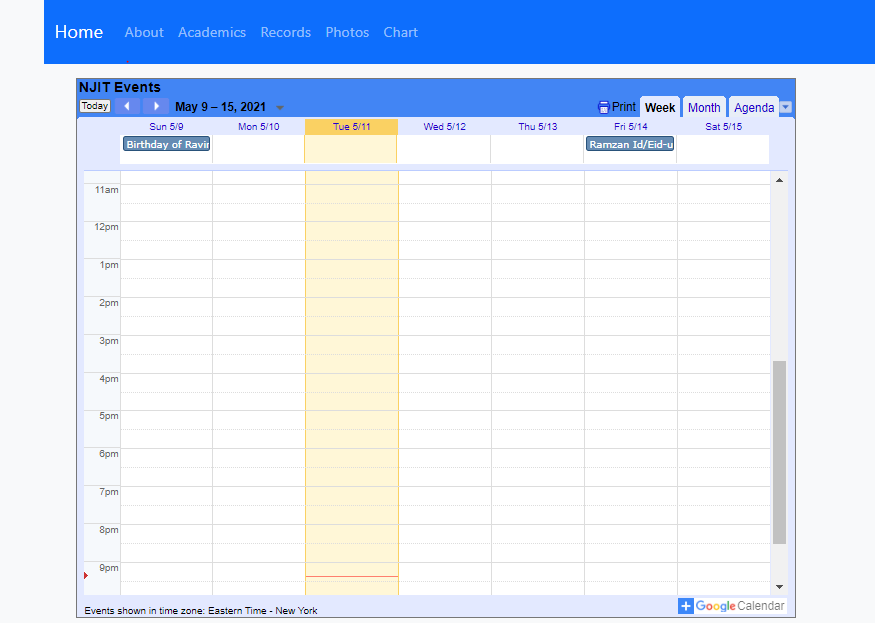 Home About Academics Records Photos Chart
NJIT Events
Today May 9 – 15, 2021 Print Week Month Agenda
Sun 5/9 Mon 5/10 Tue 5/11 Wed 5/12 Thu 5/13 Fri 5/14 Sat 5/15
Birthday of Ravin Ramzan Id/Eid-u
11am
12pm
1pm
2pm
3pm
4pm
5pm
6pm
7pm
8pm
9pm
Events shown in time zone: Eastern Time - New York
Google Calendar